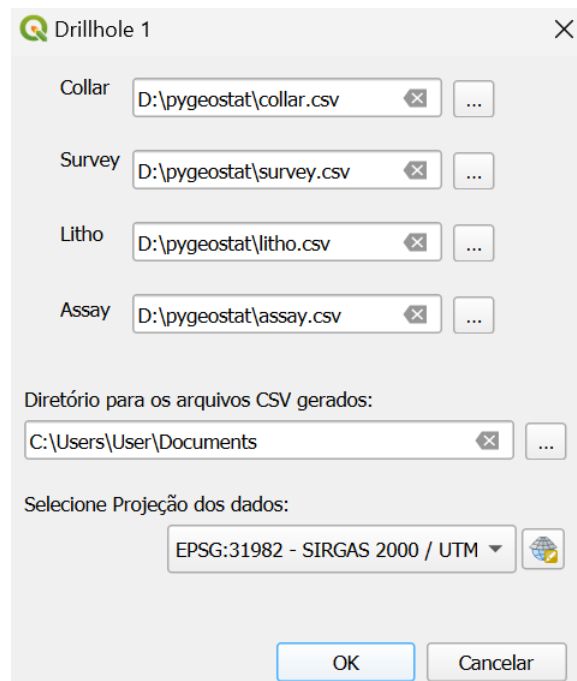 Drillhole 1
Collar D:\pygeostat\collar.csv ...
Survey D:\pygeostat\survey.csv ...
Litho D:\pygeostat\litho.csv ...
Assay D:\pygeostat\assay.csv ...
Diretório para os arquivos CSV gerados:
C:\Users\User\Documents ...
Selecione Projeção dos dados:
EPSG:31982 - SIRGAS 2000 / UTM
OK Cancelar